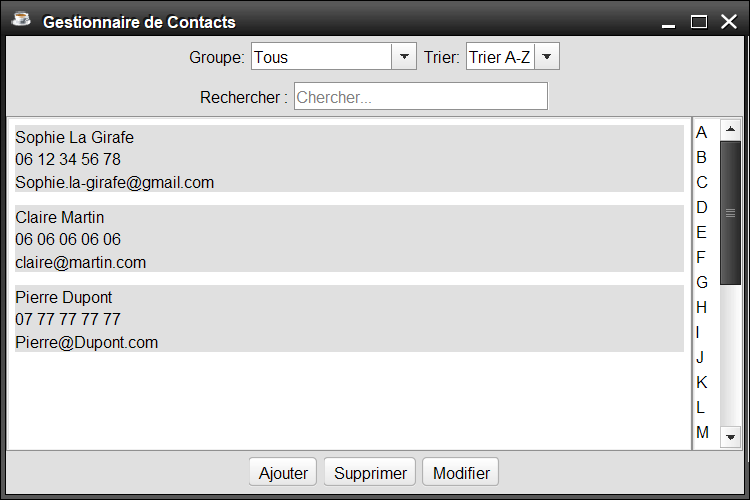 Gestionnaire de Contacts
Groupe: Tous Trier: Trier A-Z
Rechercher : Chercher...
Sophie La Girafe
06 12 34 56 78
Sophie.la-girafe@gmail.com
Claire Martin
06 06 06 06 06
claire@martin.com
Pierre Dupont
07 77 77 77 77
Pierre@Dupont.com
A
B
C
D
E
F
G
H
I
J
K
L
M
Ajouter Supprimer Modifier